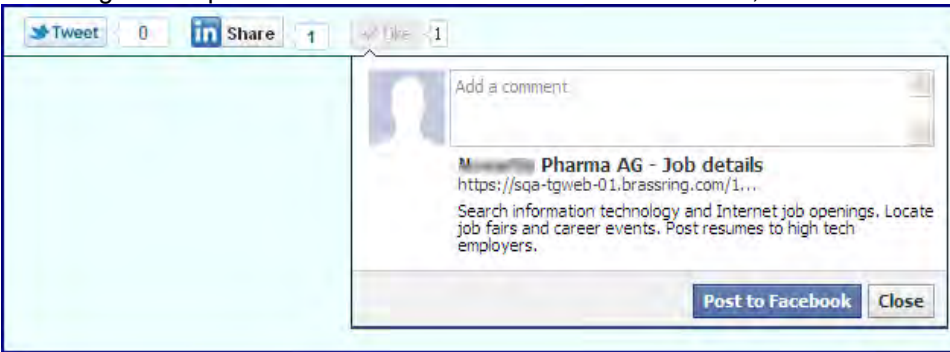 Tweet 0 in Share 1 Like 1
Add a comment
Pharma AG - Job details
https://sqa-tgweb-01.brassring.com/1...
Search information technology and Internet job openings. Locate
job fairs and career events. Post resumes to high tech
employers.
Post to Facebook Close